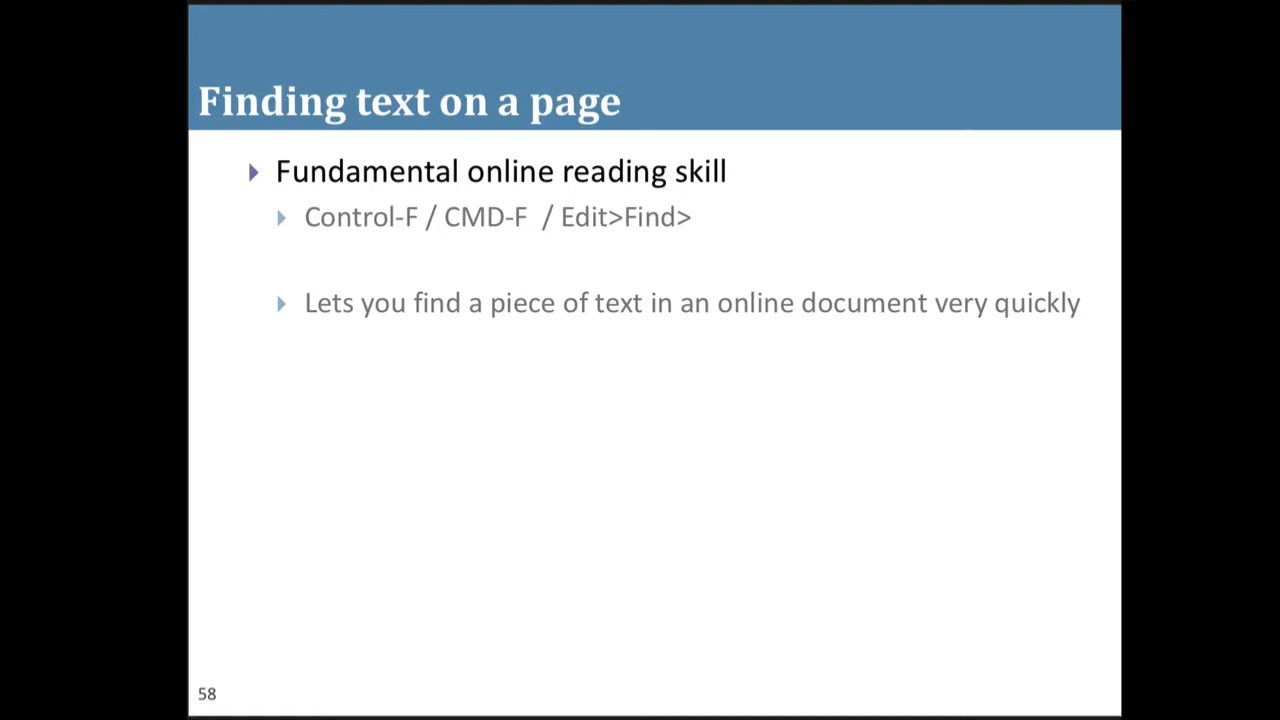 Finding text on a page
Fundamental online reading skill
Control-F / CMD-F / Edit>Find>
Lets you find a piece of text in an online document very quickly
58